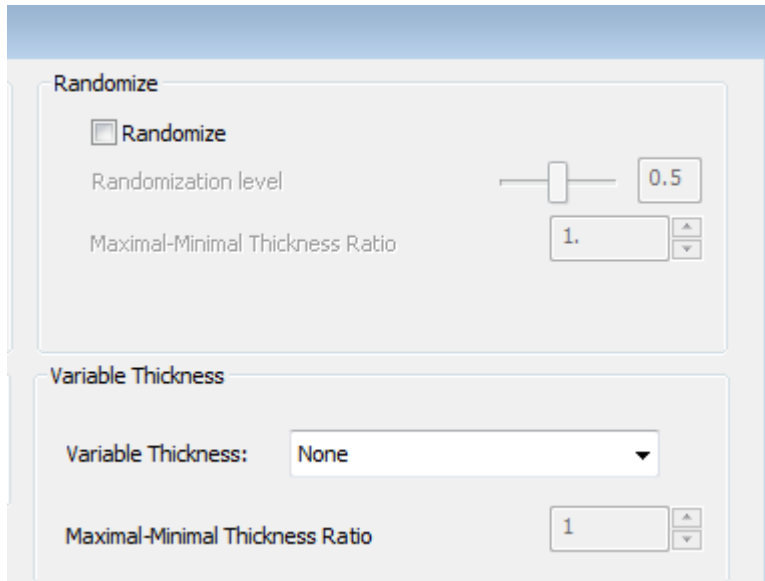 Randomize
Randomize
Randomization level 0.5
Maximal-Minimal Thickness Ratio 1.
Variable Thickness
Variable Thickness: None
Maximal-Minimal Thickness Ratio 1